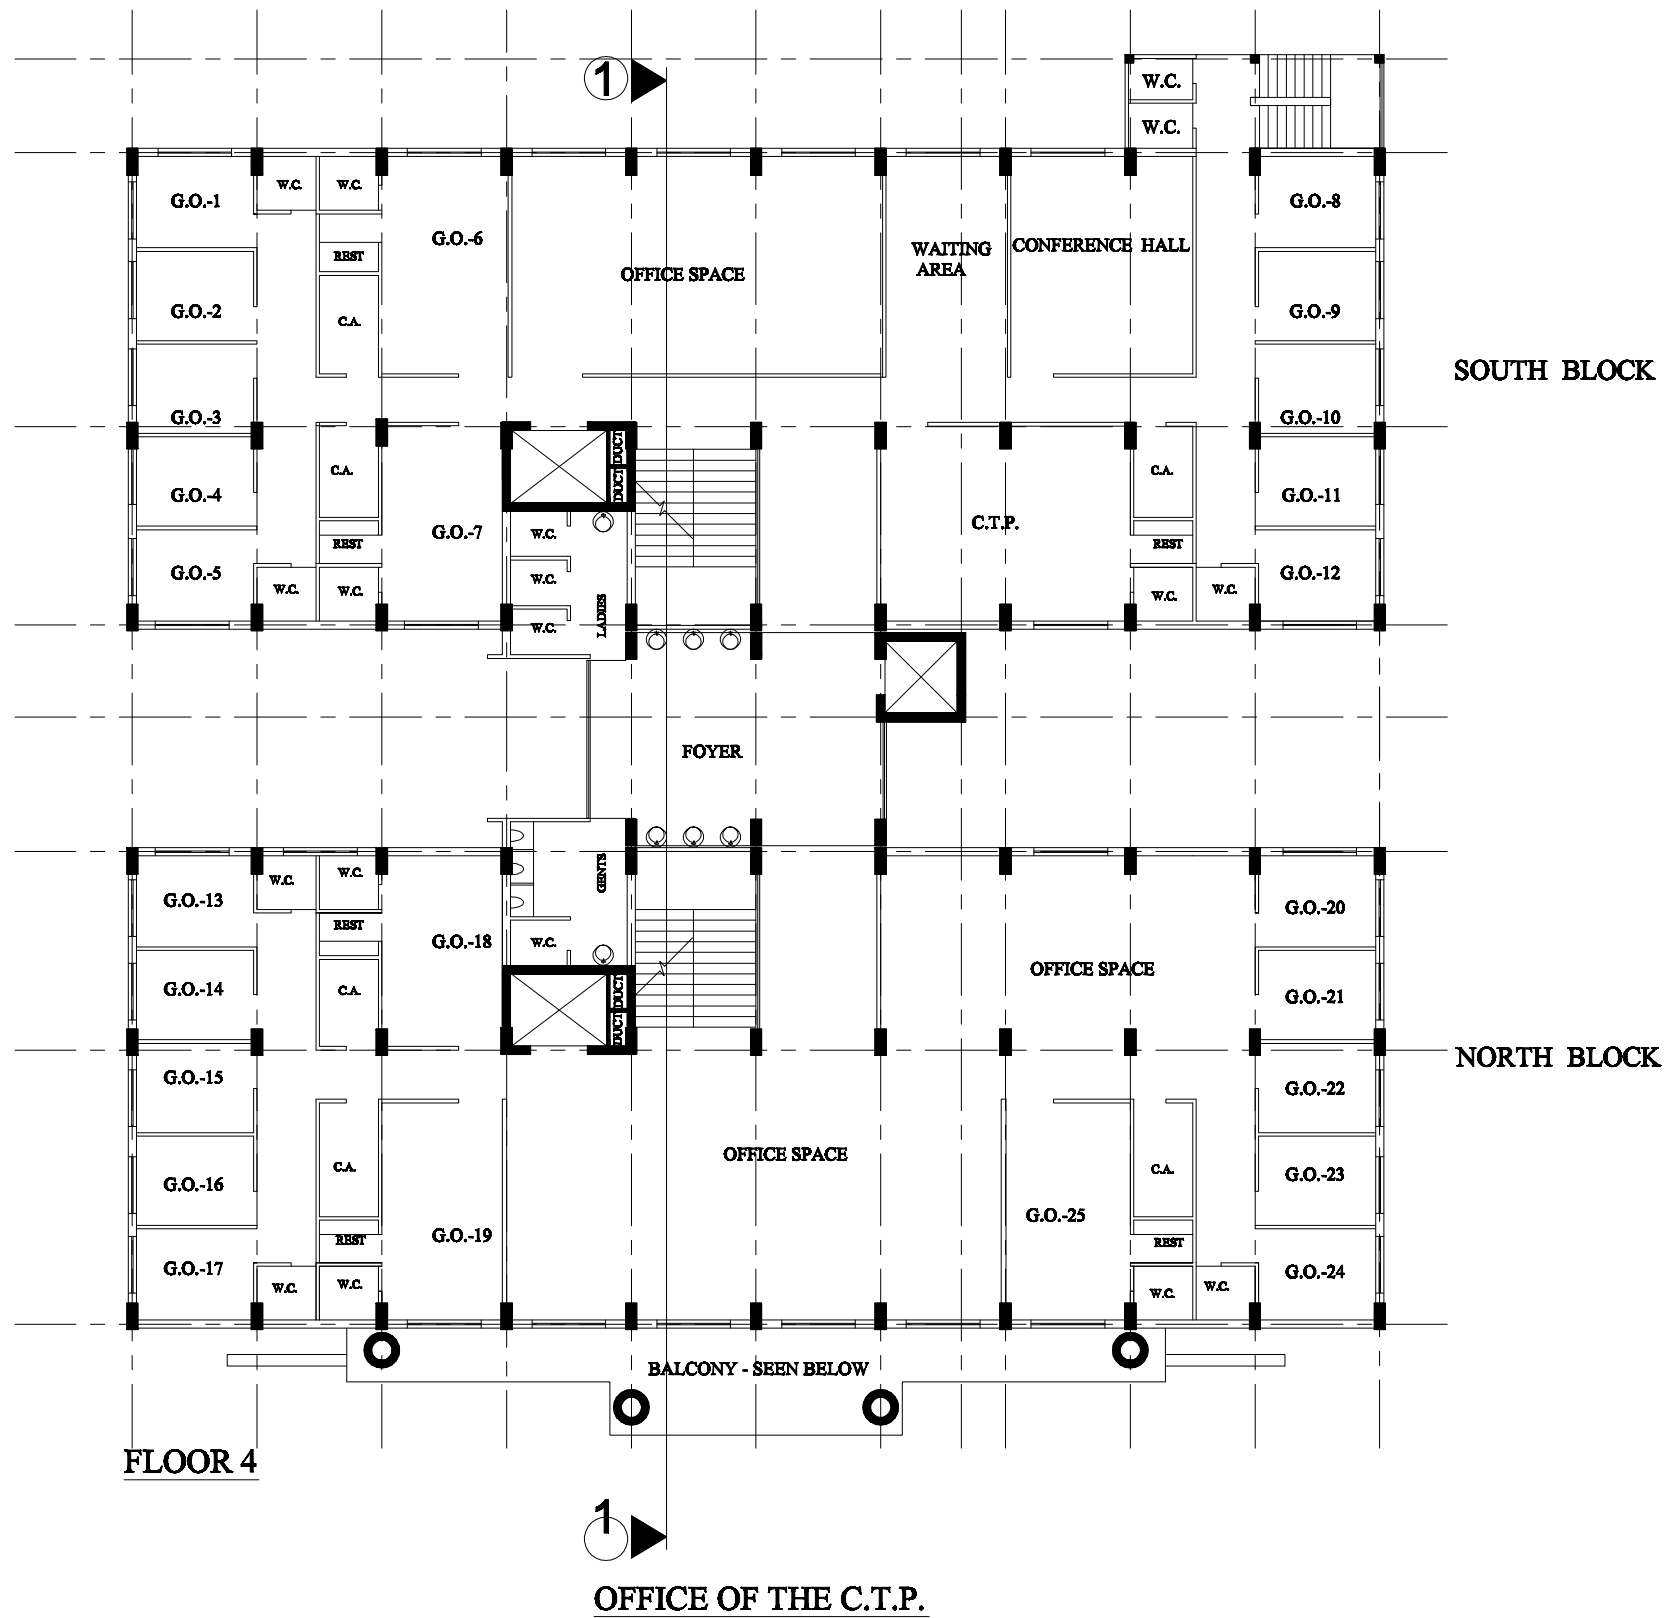 1
W.C.
W.C.
G.O.-1
W.C.
W.C.
G.O.-8
G.O.-6
REST
WAITING
AREA
CONFERENCE HALL
OFFICE SPACE
G.O.-2
C.A.
G.O.-9
SOUTH BLOCK
G.O.-3
G.O.-10
DUCT
DUCT
C.A.
C.A.
G.O.-4
G.O.-11
C.T.P.
G.O.-7
W.C.
REST
REST
G.O.-5
W.C.
G.O.-12
W.C.
W.C.
W.C.
W.C.
LADIES
W.C.
FOYER
W.C.
W.C.
GENTS
G.O.-13
G.O.-20
REST
G.O.-18
W.C.
OFFICE SPACE
G.O.-14
C.A.
DUCT
DUCT
G.O.-21
NORTH BLOCK
G.O.-15
G.O.-22
OFFICE SPACE
C.A.
C.A.
G.O.-16
G.O.-23
G.O.-25
G.O.-19
REST
REST
G.O.-17
G.O.-24
W.C.
W.C.
W.C.
W.C.
BALCONY - SEEN BELOW
FLOOR 4
1
OFFICE OF THE C.T.P.